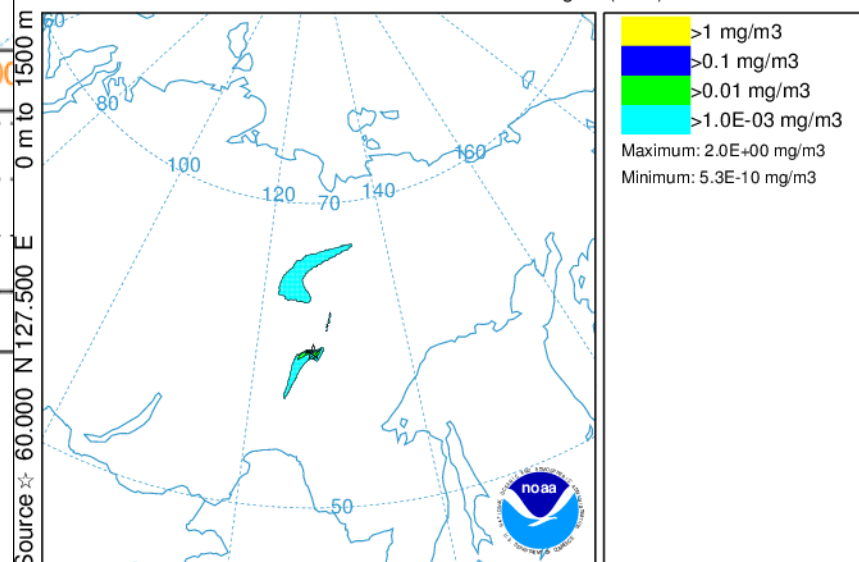 Source ☆ 60.000 N 127.500 E
0 m to 1500 m
60
80
100
120
70
140
160
50
noaa
>1 mg/m3
>0.1 mg/m3
>0.01 mg/m3
>1.0E-03 mg/m3
Maximum: 2.0E+00 mg/m3
Minimum: 5.3E-10 mg/m3